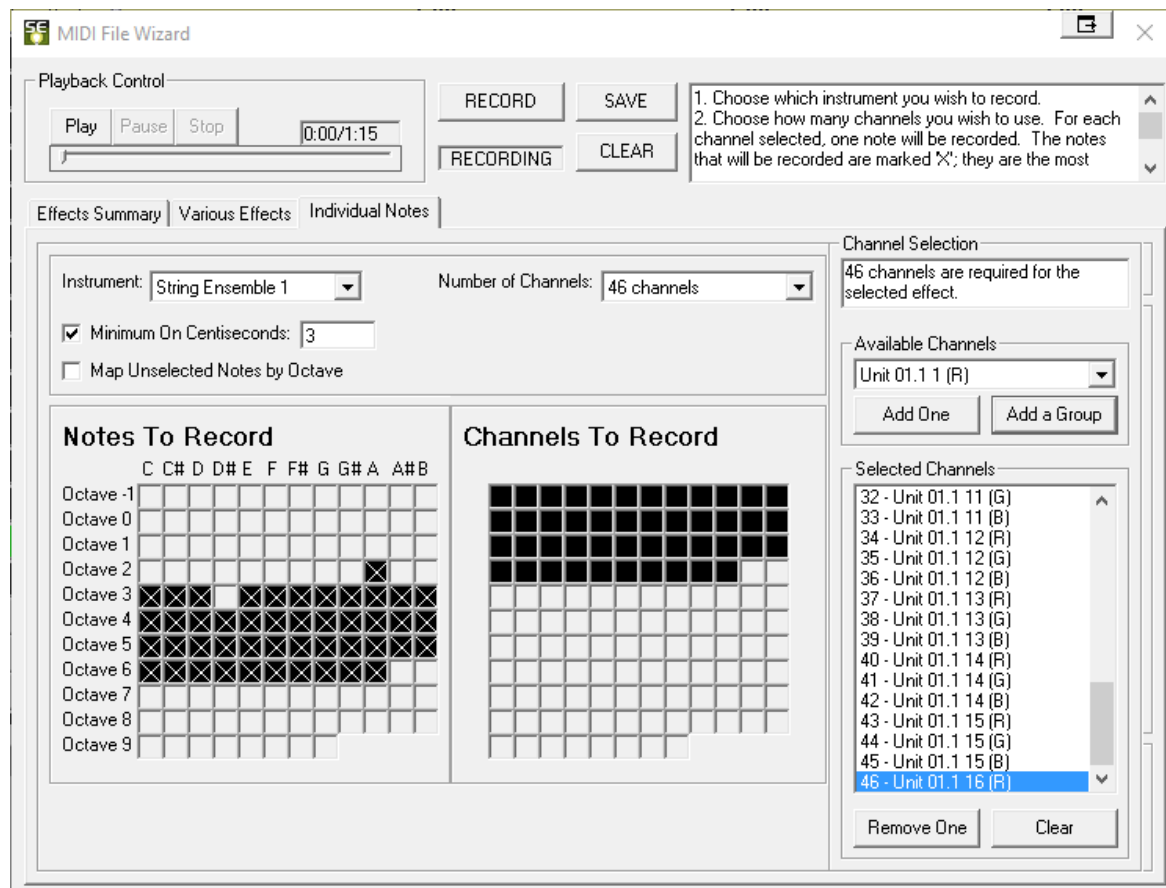 MIDI File Wizard
Playback Control
Play Pause Stop 0:00/1:15
RECORD SAVE
RECORDING CLEAR
1. Choose which instrument you wish to record.
2. Choose how many channels you wish to use. For each
channel selected, one note will be recorded. The notes
that will be recorded are marked 'X'; they are the most
Effects Summary Various Effects Individual Notes
Instrument: String Ensemble 1 Number of Channels: 46 channels
Minimum On Centiseconds: 3
Map Unselected Notes by Octave
Notes To Record
C C# D D# E F F# G G# A A# B
Octave -1
Octave 0
Octave 1
Octave 2
Octave 3
Octave 4
Octave 5
Octave 6
Octave 7
Octave 8
Octave 9
Channels To Record
Channel Selection
46 channels are required for the
selected effect.
Available Channels
Unit 01.1 1 (R)
Add One Add a Group
Selected Channels
32 - Unit 01.1 11 (G)
33 - Unit 01.1 11 (B)
34 - Unit 01.1 12 (R)
35 - Unit 01.1 12 (G)
36 - Unit 01.1 12 (B)
37 - Unit 01.1 13 (R)
38 - Unit 01.1 13 (G)
39 - Unit 01.1 13 (B)
40 - Unit 01.1 14 (R)
41 - Unit 01.1 14 (G)
42 - Unit 01.1 14 (B)
43 - Unit 01.1 15 (R)
44 - Unit 01.1 15 (G)
45 - Unit 01.1 15 (B)
46 - Unit 01.1 16 (R)
Remove One Clear